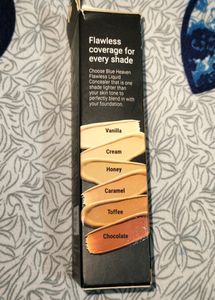 Flawless
coverage for
every shade
Choose Blue Heaven
Flawless Liquid
Concealer that is one
shade lighter than
your skin tone to
perfectly blend in with
your foundation.
Vanilla
Cream
Honey
Caramel
Toffee
Chocolate